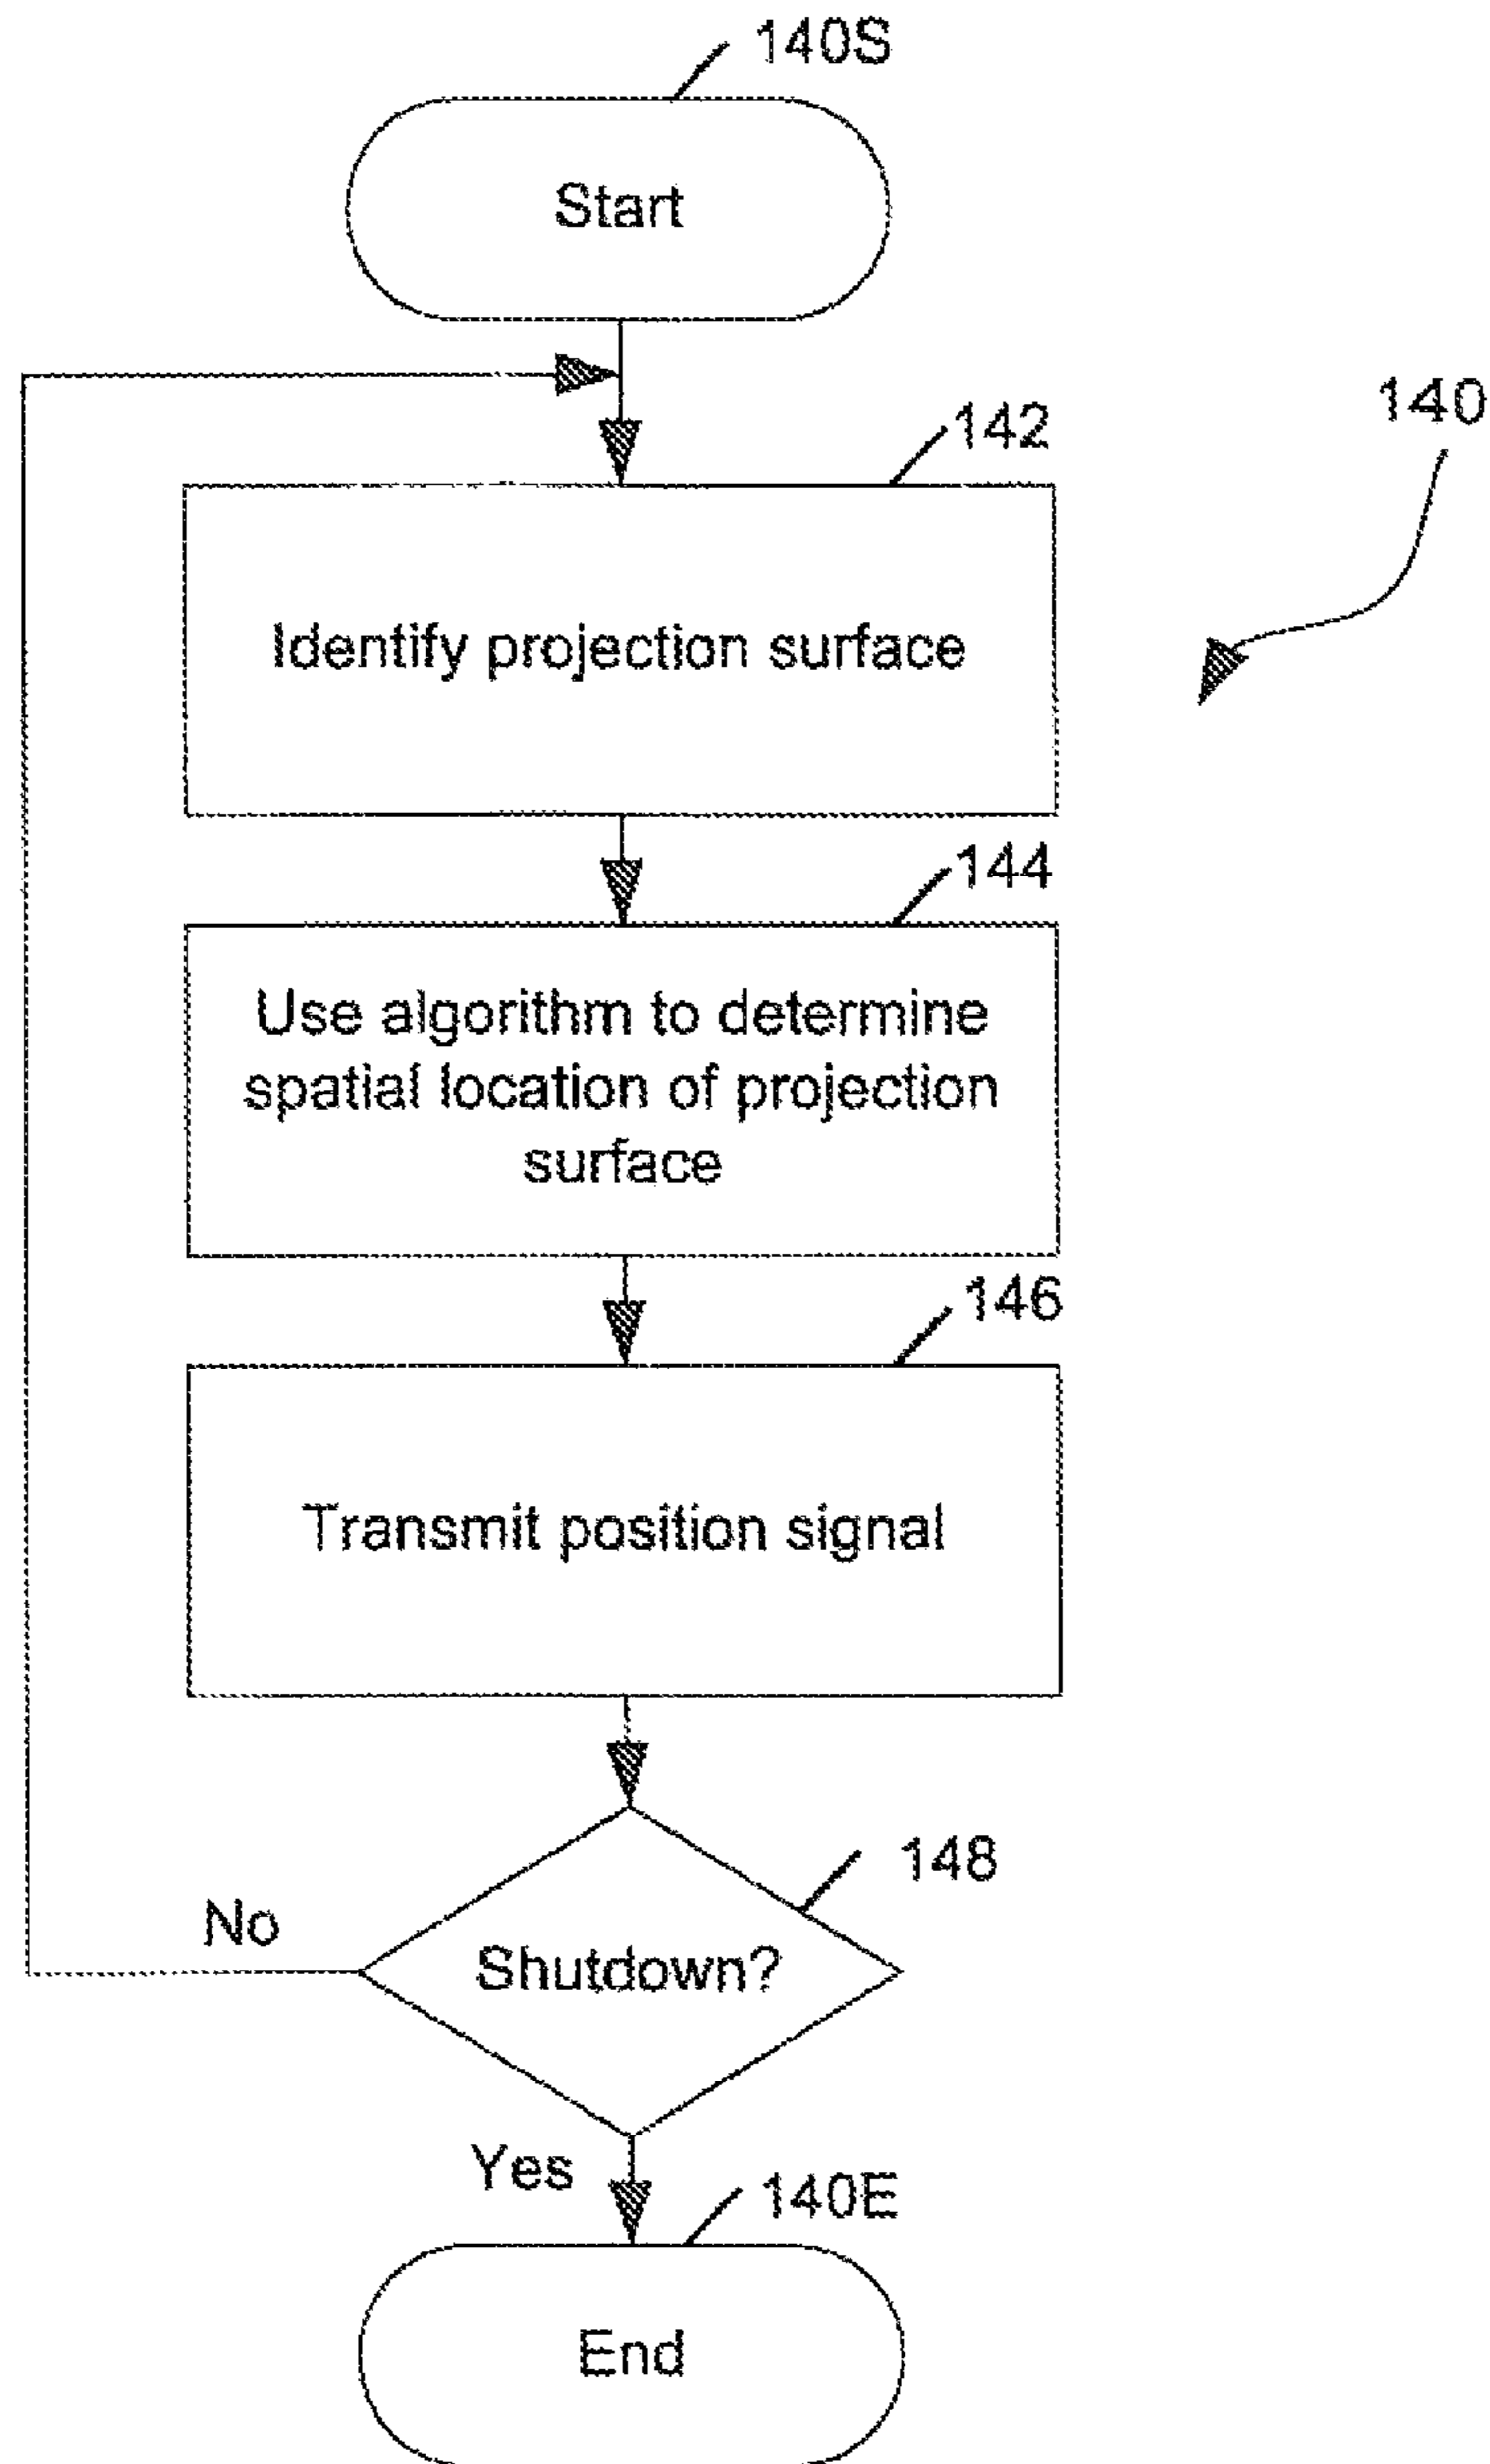 140S
Start
140
142
Identify projection surface
144
Use algorithm to determine
spatial location of projection
surface
146
Transmit position signal
148
No
Shutdown?
Yes
140E
End